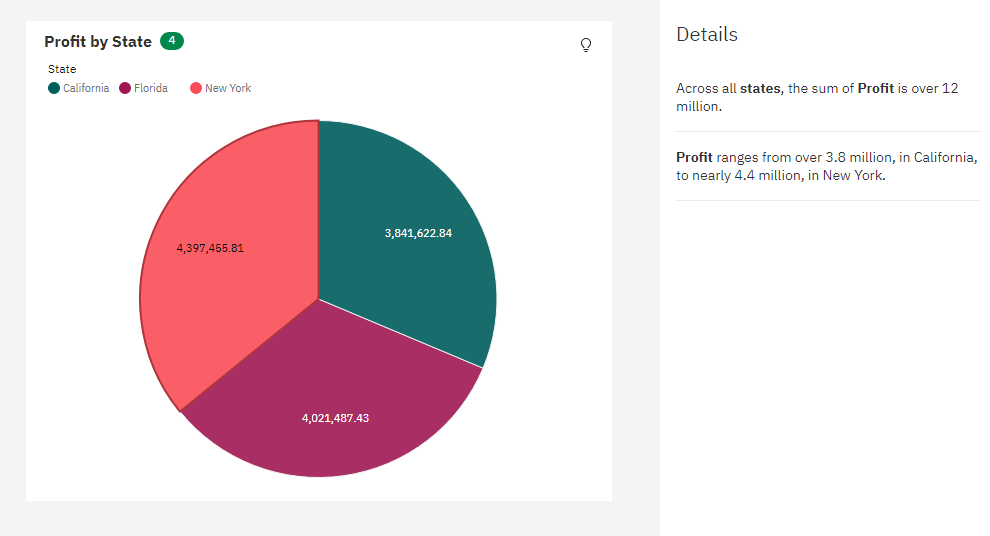 Profit by State 4
State
California Florida New York
4,397,455.81
3,841,622.84
4,021,487.43
Details
Across all states, the sum of Profit is over 12
million.
Profit ranges from over 3.8 million, in California,
to nearly 4.4 million, in New York.